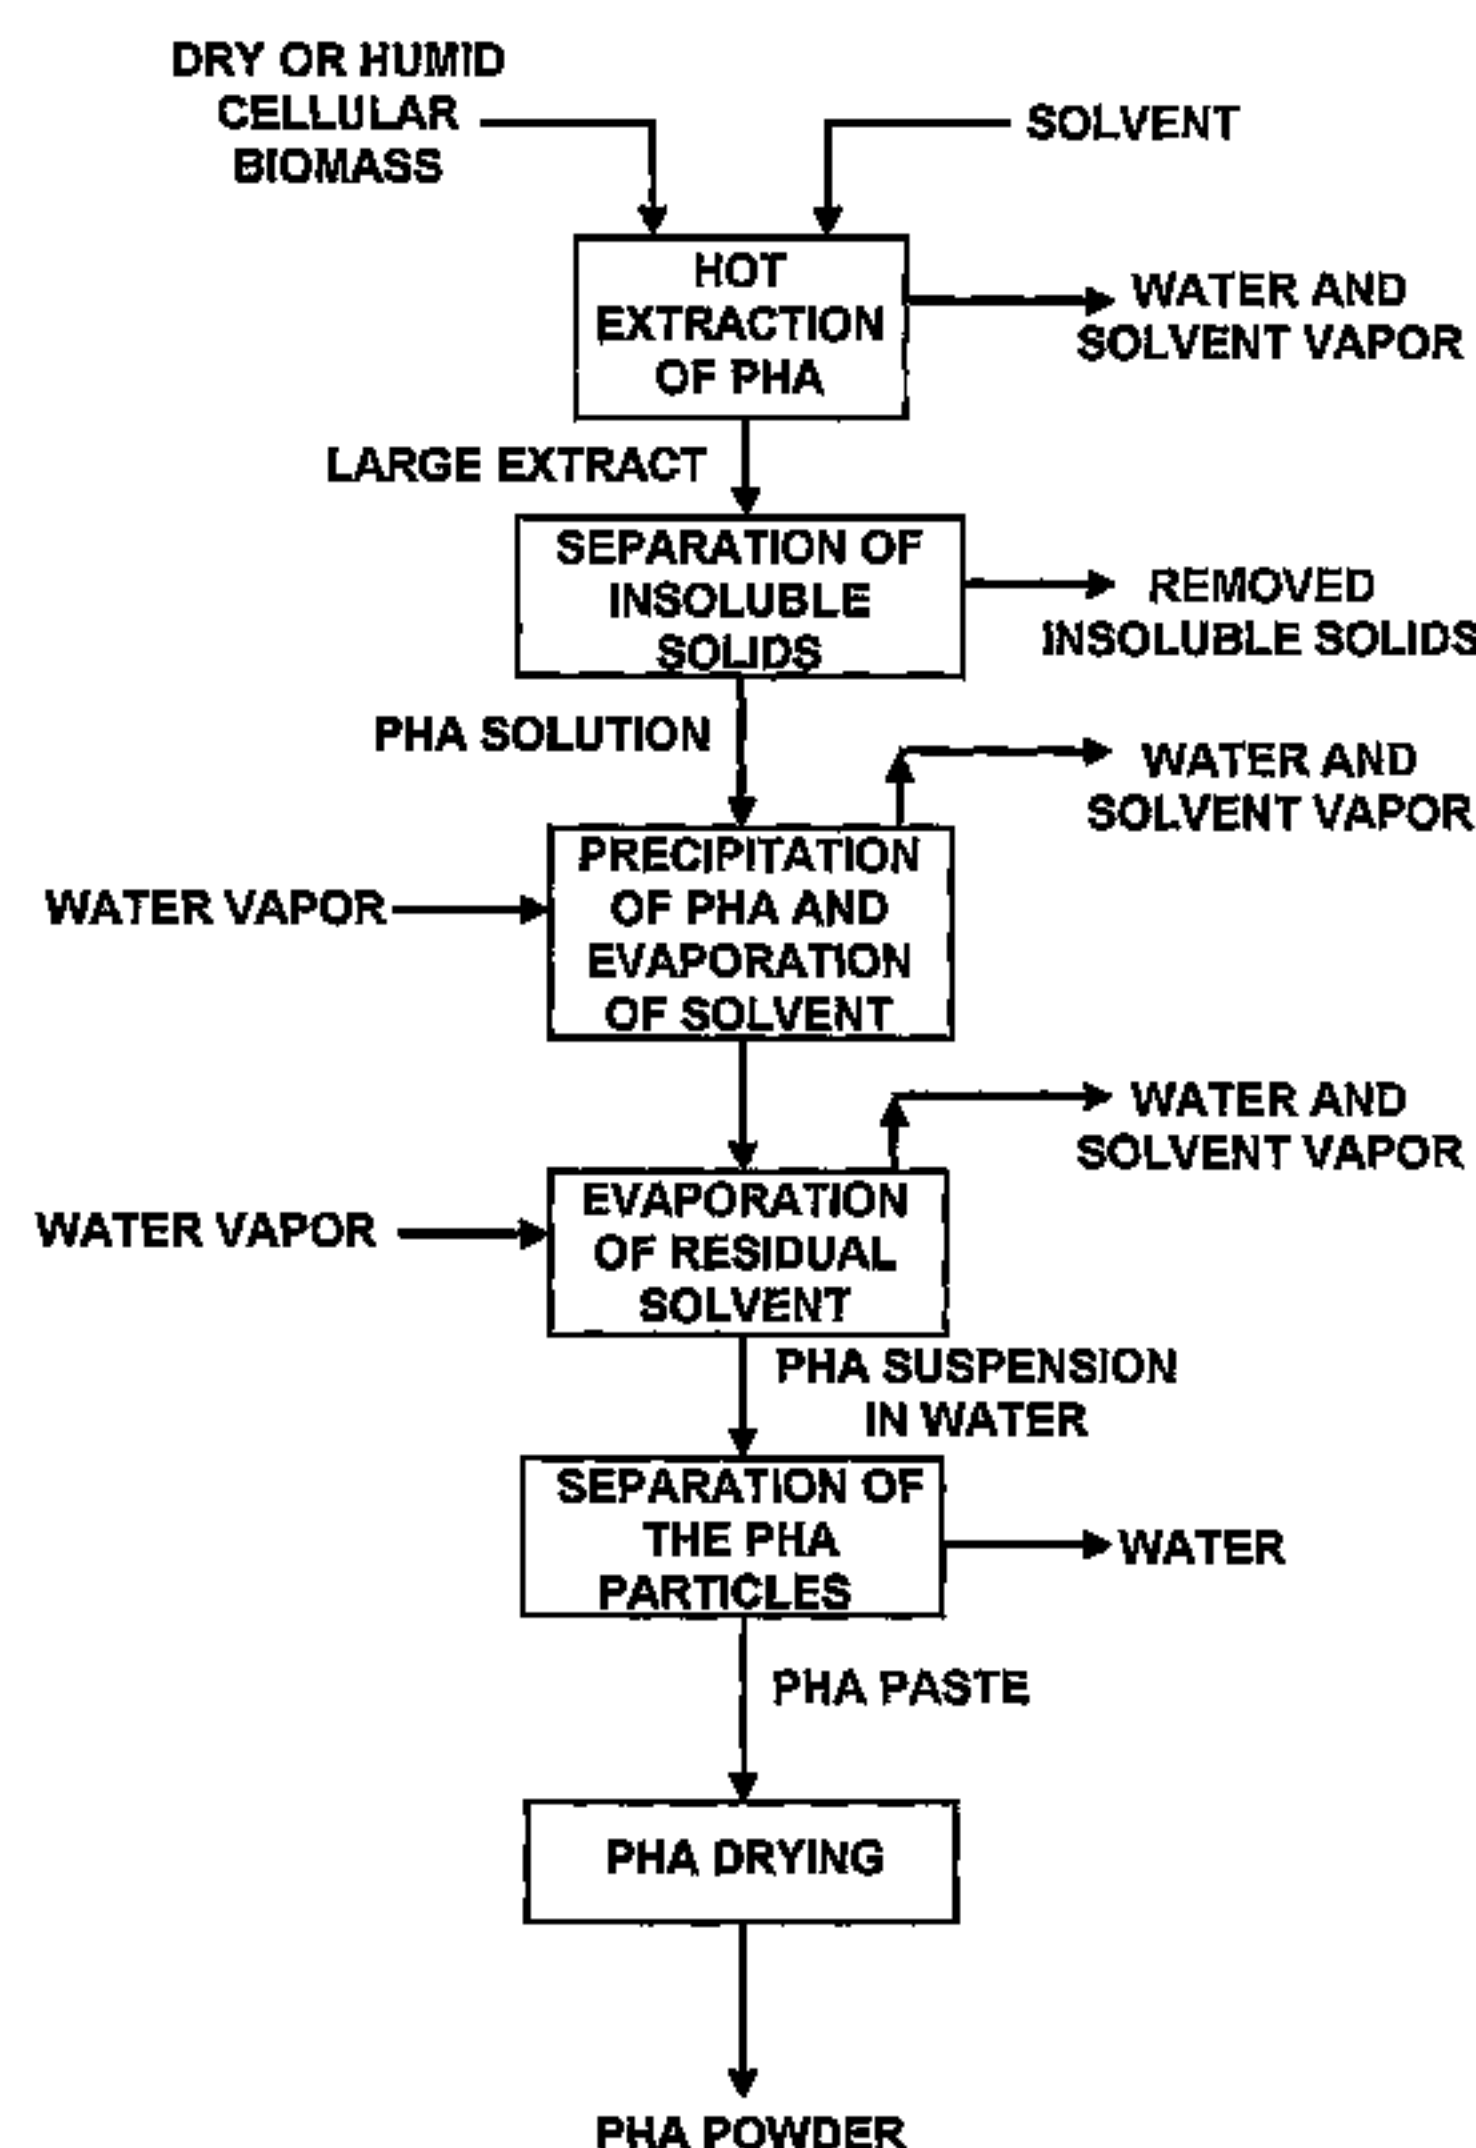 DRY OR HUMID
CELLULAR
BIOMASS
SOLVENT
HOT
EXTRACTION
OF PHA
WATER AND
SOLVENT VAPOR
LARGE EXTRACT
SEPARATION OF
INSOLUBLE
SOLIDS
REMOVED
INSOLUBLE SOLIDS
PHA SOLUTION
WATER AND
SOLVENT VAPOR
WATER VAPOR
PRECIPITATION
OF PHA AND
EVAPORATION
OF SOLVENT
WATER AND
SOLVENT VAPOR
WATER VAPOR
EVAPORATION
OF RESIDUAL
SOLVENT
PHA SUSPENSION
IN WATER
SEPARATION OF
THE PHA
PARTICLES
WATER
PHA PASTE
PHA DRYING
PHA POWDER